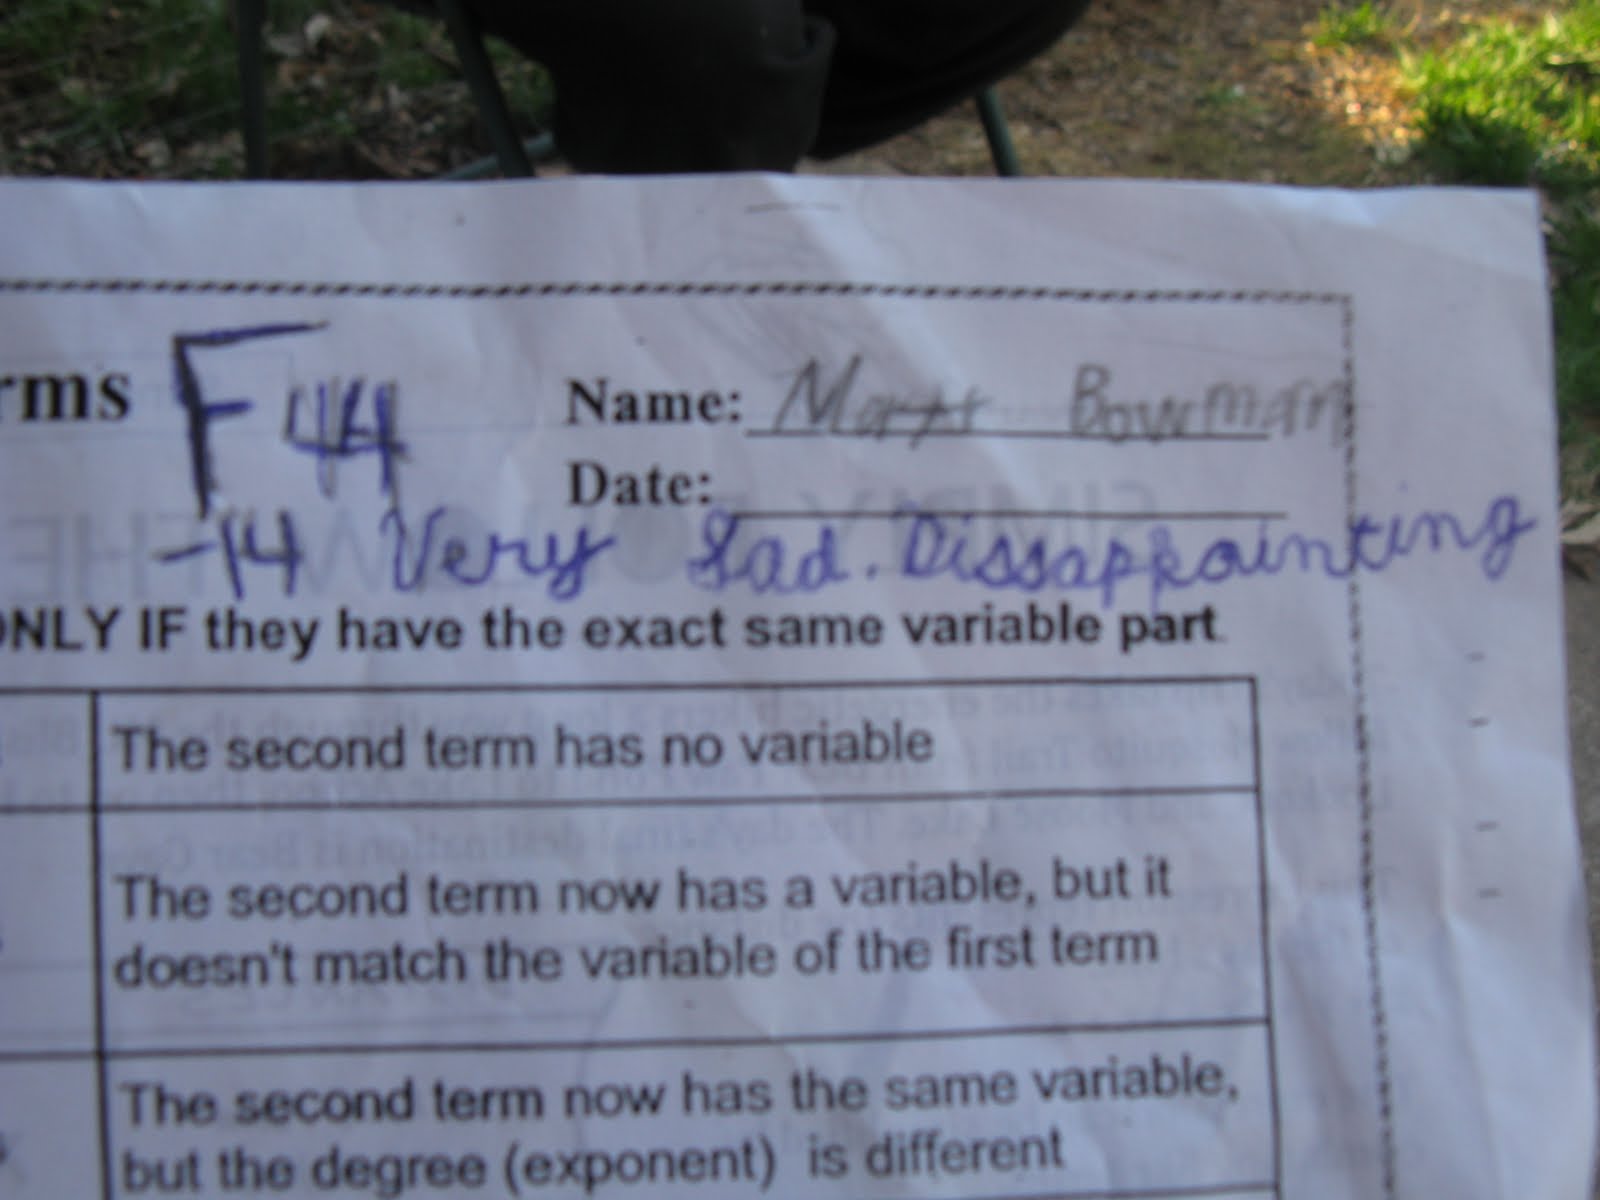 rms F 44 Name: Bowman
Date:
-14 Very Sad. Dissappointing
ONLY IF they have the exact same variable part.
The second term has no variable
The second term now has a variable, but it
doesn't match the variable of the first term
The second term now has the same variable,
but the degree (exponent) is different